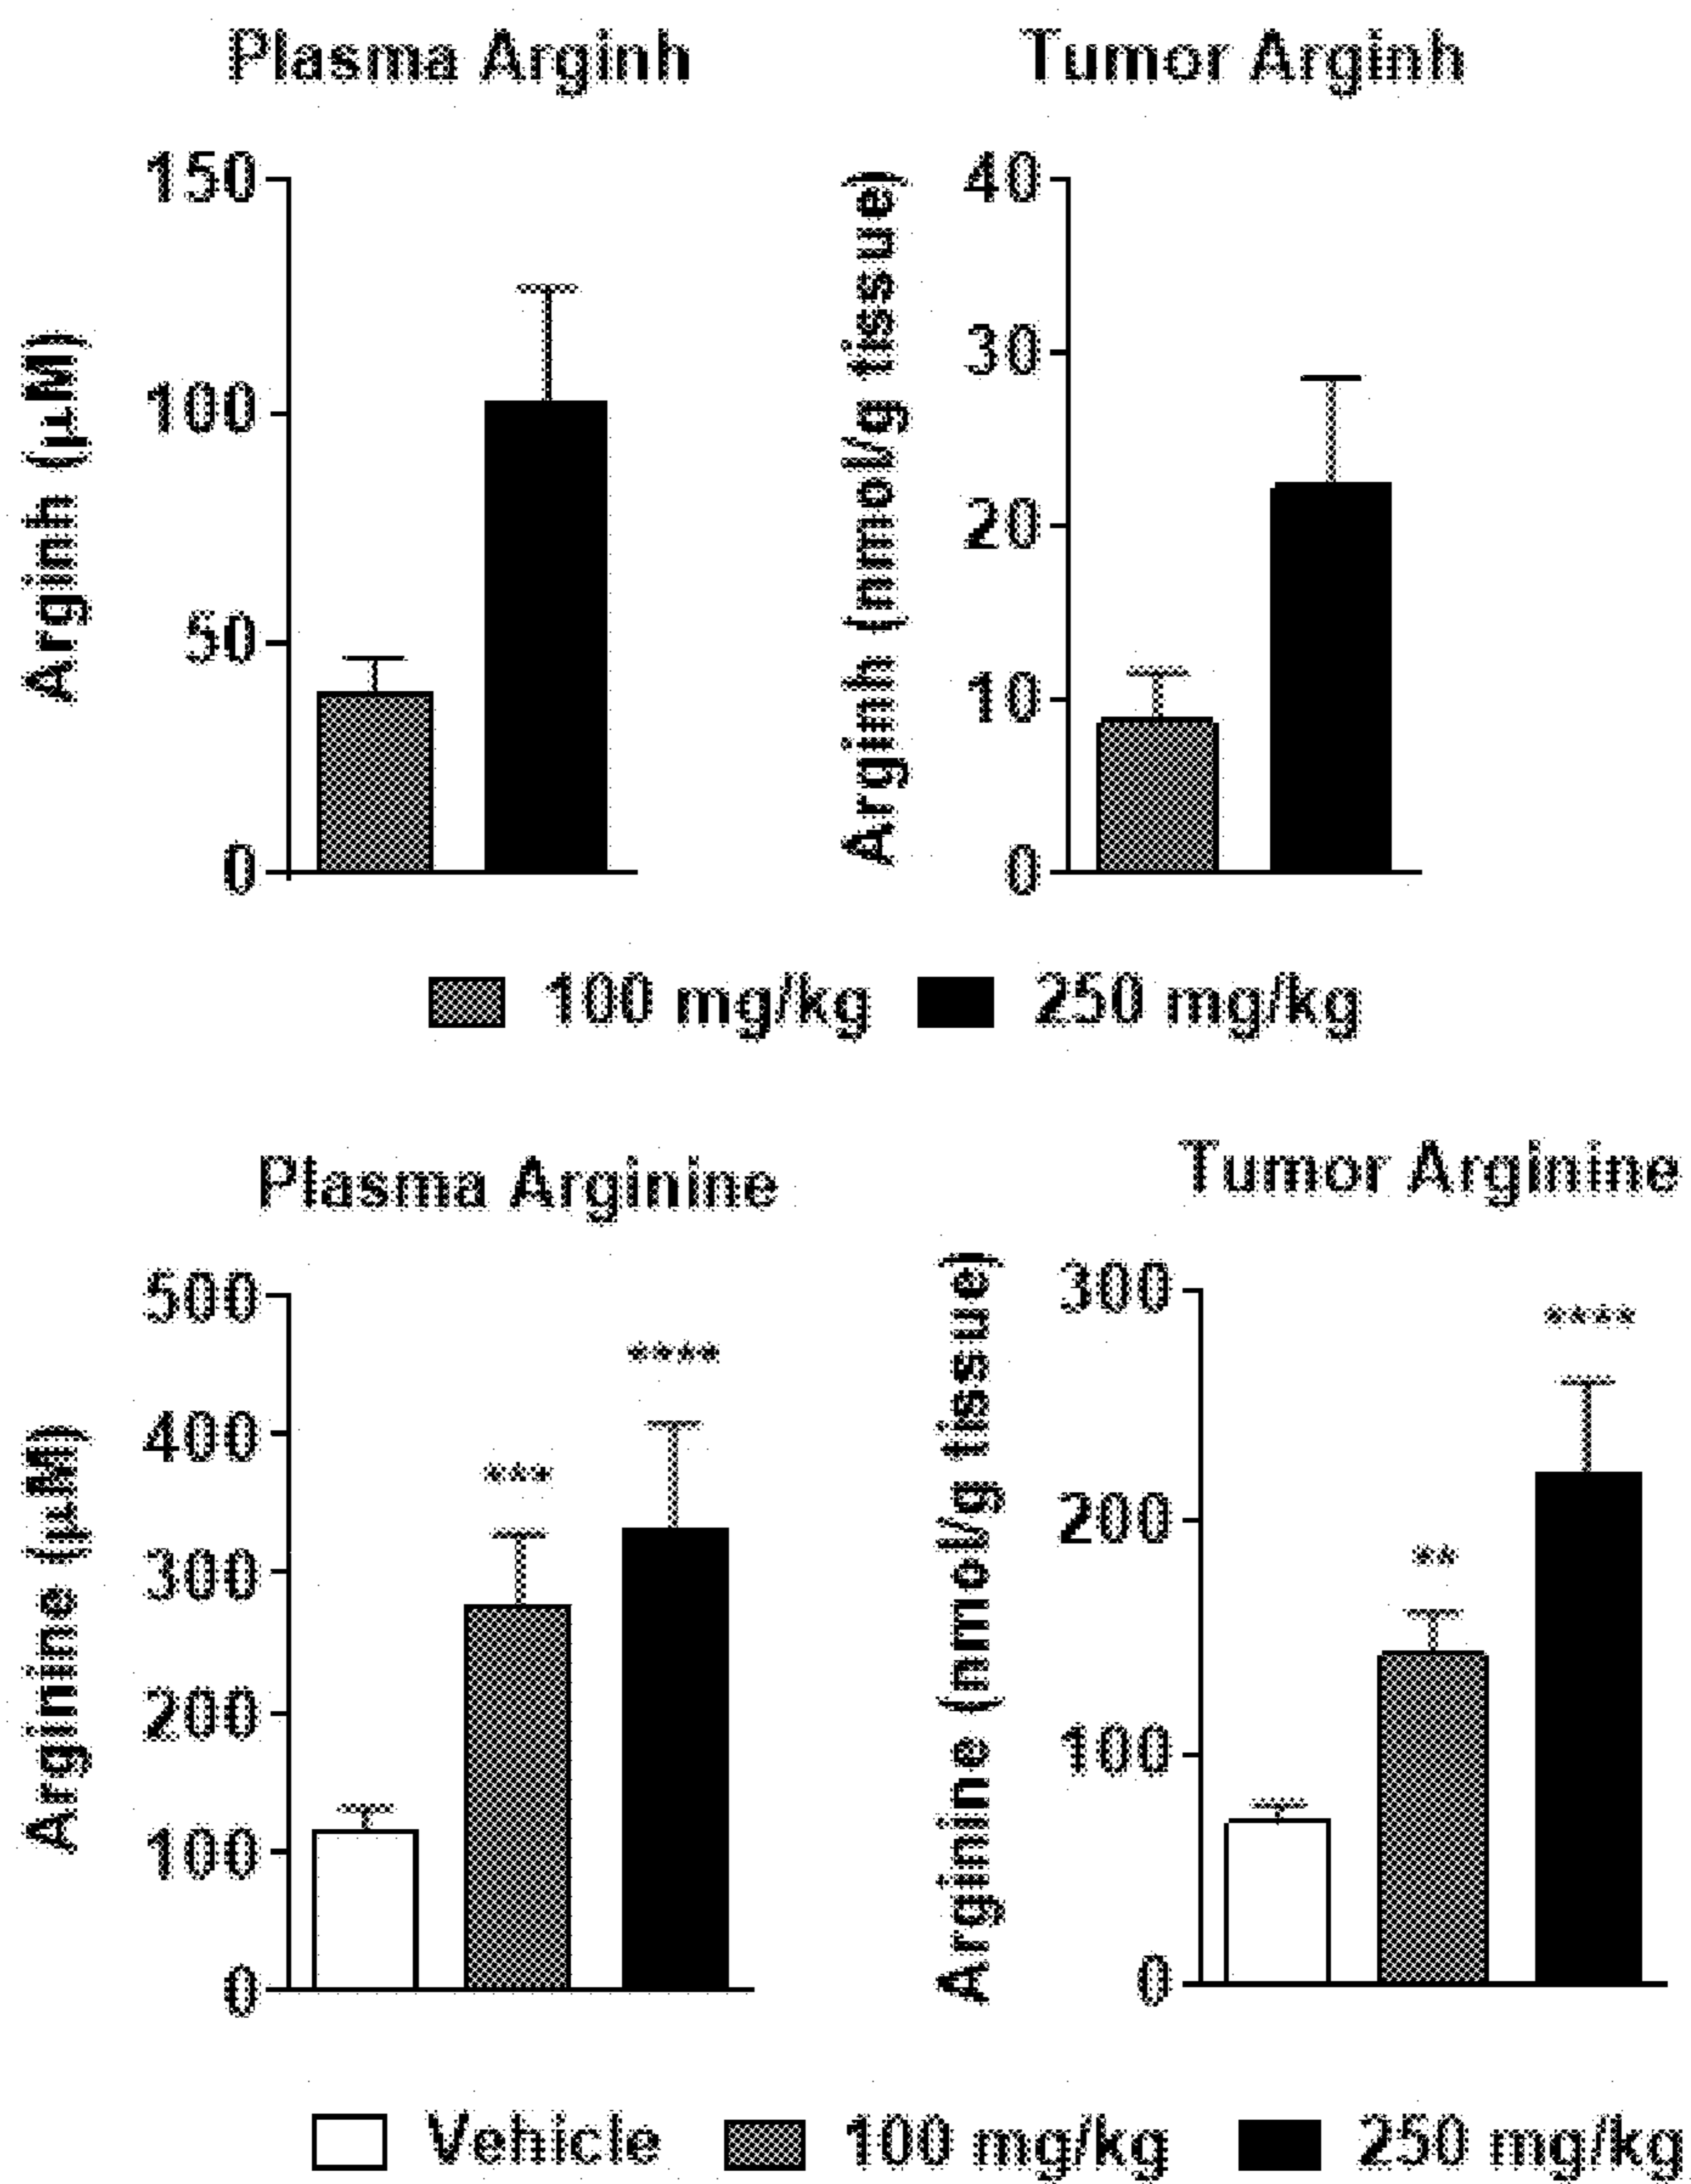 Plasma Arginh
Arginh (µM)
150
100
50
0
Tumor Arginh
Arginh (nmol/g tissue)
40
30
20
10
0
100 mg/kg 250 mg/kg
Plasma Arginine
Arginine (µM)
500
400
300
200
100
0
***
****
Tumor Arginine
Arginine (nmol/g tissue)
300
200
100
0
**
****
Vehicle 100 mg/kg 250 mg/kg